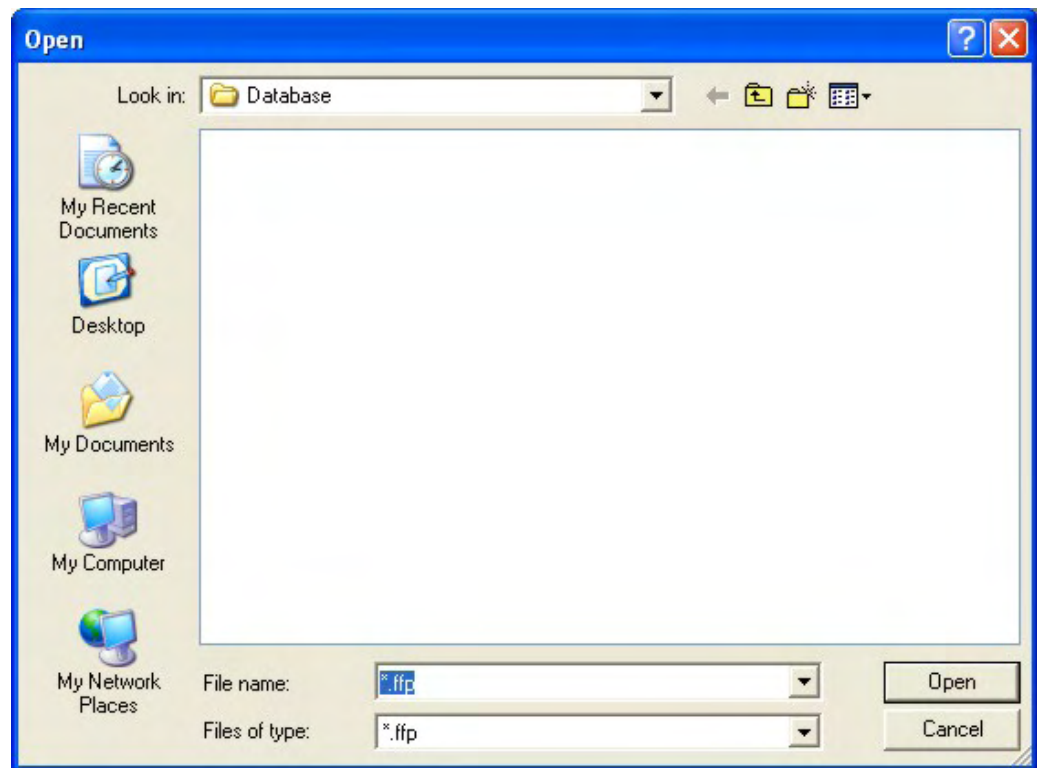 Open
Look in:
Database
My Recent
Documents
Desktop
My Documents
My Computer
My Network
Places
File name:
*.ffp
Open
Files of type:
*.ffp
Cancel